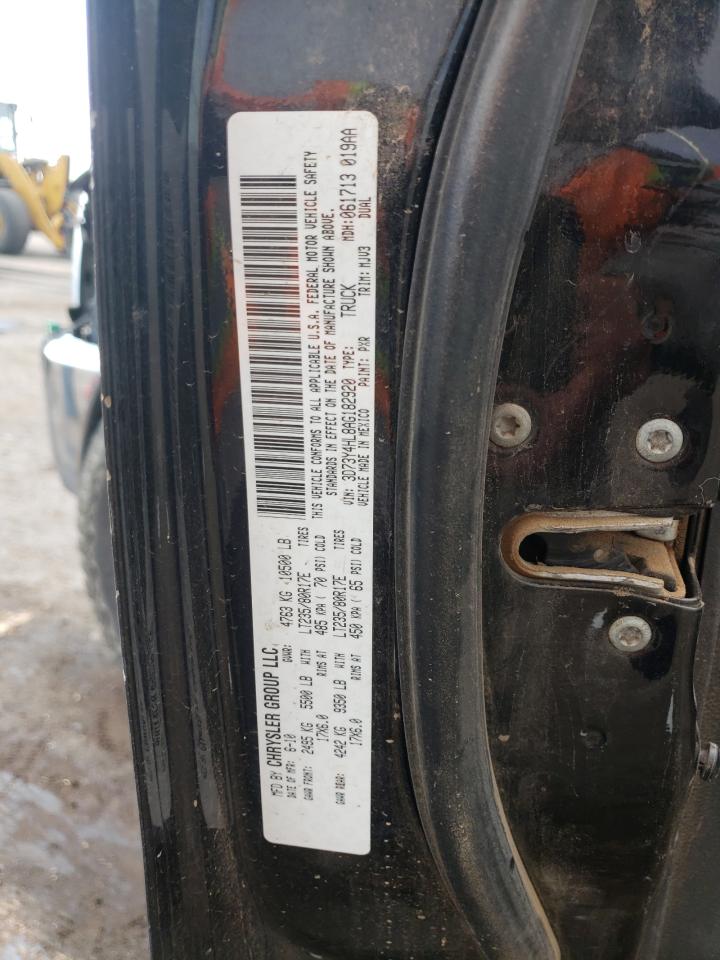 MFD BY CHRYSLER GROUP LLC.
DATE OF MFR: 6-10 GVWR: 4763 KG 10500 LB
GAWR FRONT: 2495 KG 5500 LB WITH LT235/80R17E TIRES
17X6.0 RIMS AT 485 KPA ( 70 PSI) COLD
GAWR REAR: 4242 KG 9350 LB WITH LT235/80R17E TIRES
17X6.0 RIMS AT 450 KPA ( 65 PSI) COLD
THIS VEHICLE CONFORMS TO ALL APPLICABLE U.S.A. FEDERAL MOTOR VEHICLE SAFETY
STANDARDS IN EFFECT ON THE DATE OF MANUFACTURE SHOWN ABOVE.
VIN: 3D73Y4HL8AG182920 TYPE: TRUCK MDH: 061713 019AA
DUAL
VEHICLE MADE IN MEXICO PAINT: PXR TRIM: MJV3